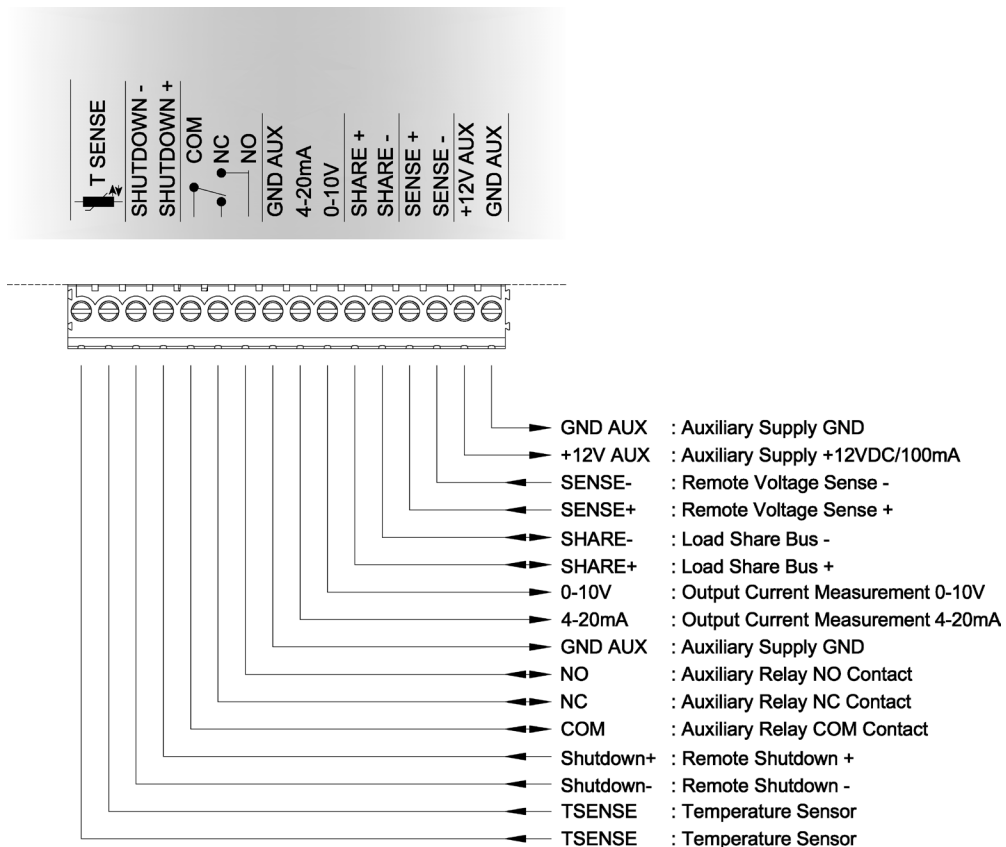 T SENSE
SHUTDOWN -
SHUTDOWN +
COM
NC
NO
GND AUX
4-20mA
0-10V
SHARE +
SHARE -
SENSE +
SENSE -
+12V AUX
GND AUX
GND AUX : Auxiliary Supply GND
+12V AUX : Auxiliary Supply +12VDC/100mA
SENSE- : Remote Voltage Sense -
SENSE+ : Remote Voltage Sense +
SHARE- : Load Share Bus -
SHARE+ : Load Share Bus +
0-10V : Output Current Measurement 0-10V
4-20mA : Output Current Measurement 4-20mA
GND AUX : Auxiliary Supply GND
NO : Auxiliary Relay NO Contact
NC : Auxiliary Relay NC Contact
COM : Auxiliary Relay COM Contact
Shutdown+ : Remote Shutdown +
Shutdown- : Remote Shutdown -
TSENSE : Temperature Sensor
TSENSE : Temperature Sensor